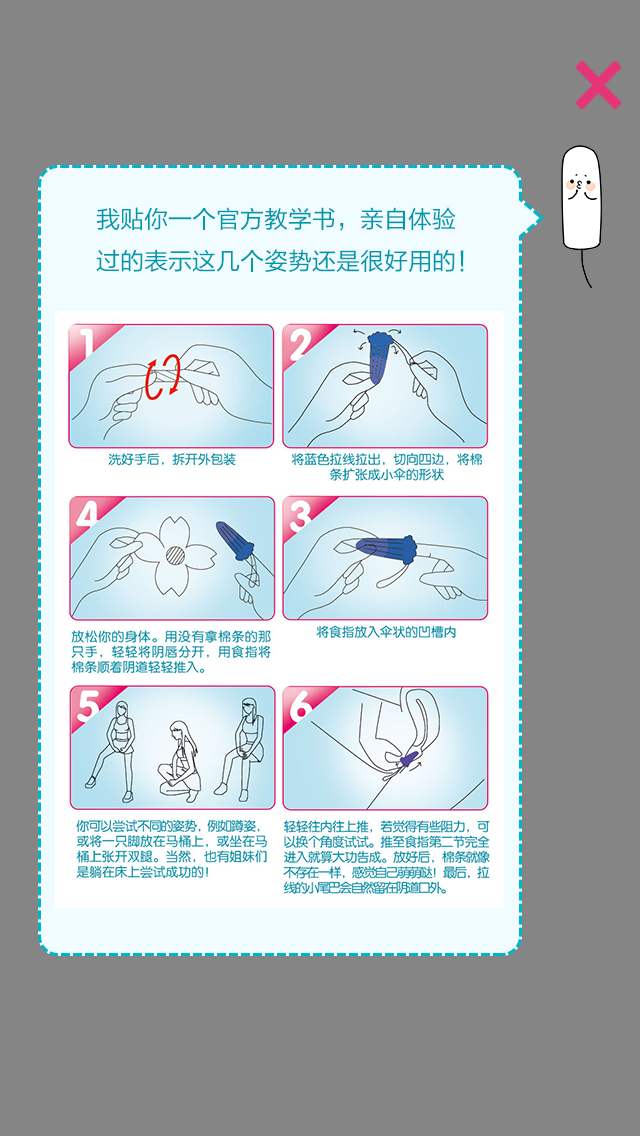 我贴你一个官方教学书，亲自体验
过的表示这几个姿势还是很好用的！
1
洗好手后，拆开外包装
2
将蓝色拉线拉出，切向四边，将棉
条扩张成小伞的形状
3
将食指放入伞状的凹槽内
4
放松你的身体。用没有拿棉条的那
只手，轻轻将阴唇分开，用食指将
棉条顺着阴道轻轻推入。
5
你可以尝试不同的姿势，例如蹲姿，
或将一只脚放在马桶上，或坐在马
桶上张开双腿。当然，也有姐妹们
是躺在床上尝试成功的！
6
轻轻往内往上推，若觉得有些阻力，可
以换个角度试试。推至食指第二节完全
进入就算大功告成。放好后，棉条就像
不存在一样，感觉自己萌萌哒！最后，拉
线的小尾巴会自然留在阴道口外。